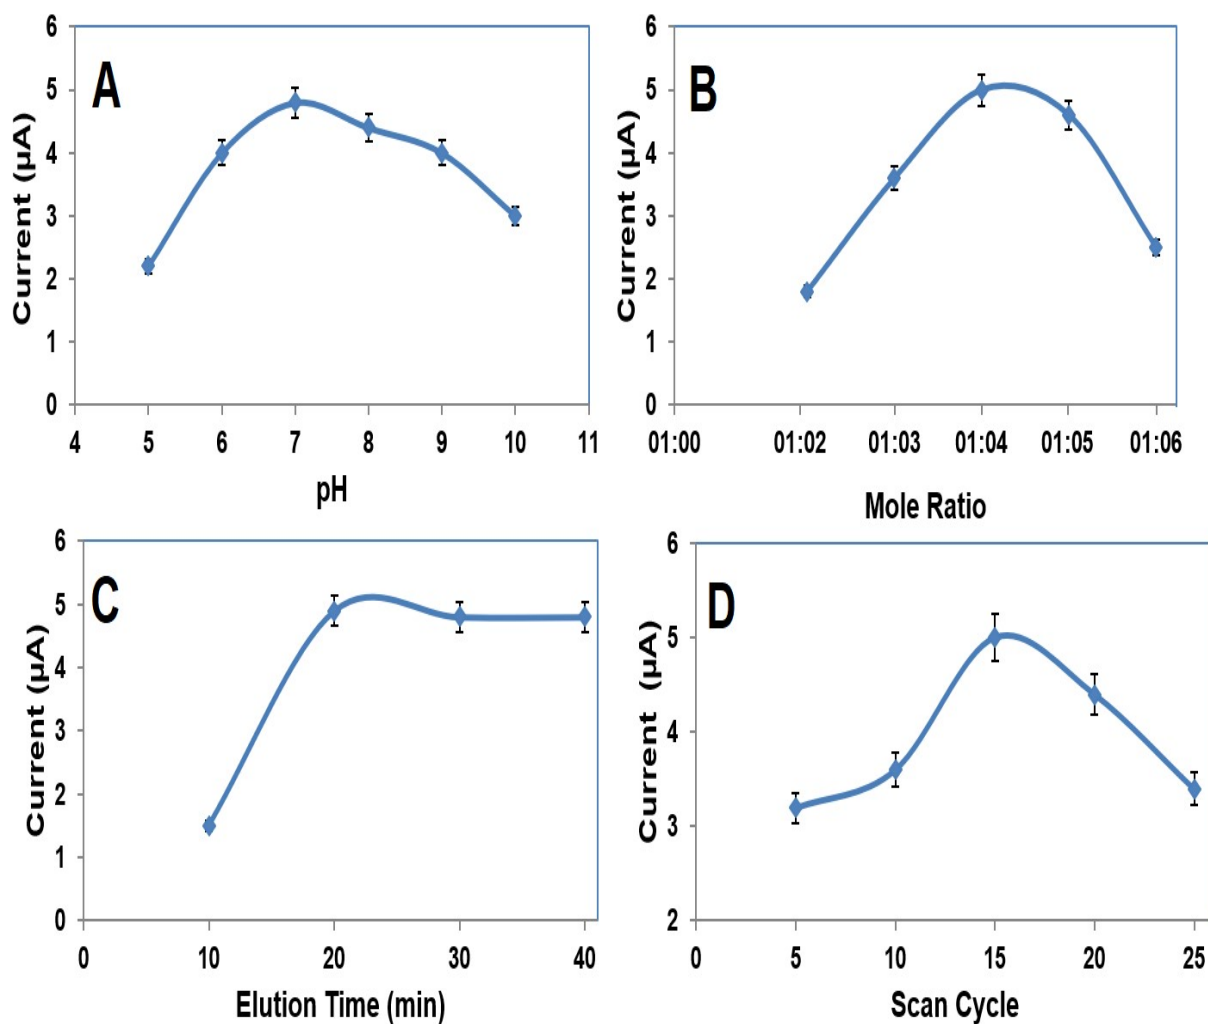 A
Current (µA)
6
5
4
3
2
1
0
4 5 6 7 8 9 10 11
pH
B
Current (µA)
6
5
4
3
2
1
0
01:00 01:02 01:03 01:04 01:05 01:06
Mole Ratio
C
Current (µA)
6
5
4
3
2
1
0
0 10 20 30 40
Elution Time (min)
D
Current (µA)
6
5
4
3
2
0 5 10 15 20 25
Scan Cycle